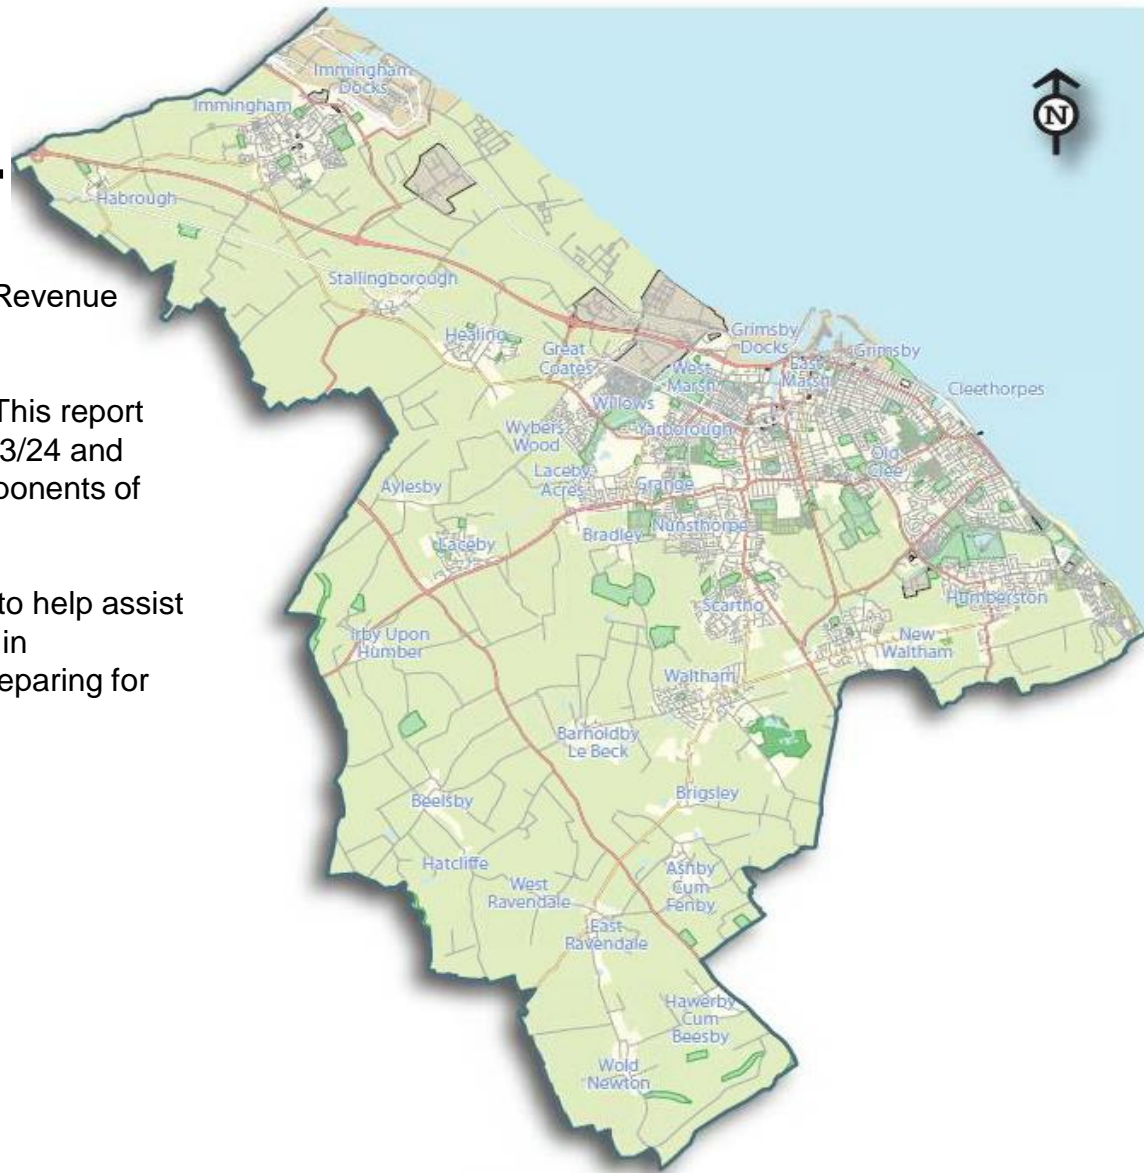 Revenue
This report
3/24 and
ponents of
to help assist
in
eparing for
N
Immingham
Docks
Immingham
Habrough
Stallingborough
Healing
Great
Coates
Grimsby
Docks
Grimsby
West
Marsh
East
Marsh
Cleethorpes
Willows
Wybers
Wood
Yarborough
Old
Clee
Laceby
Acres
Grange
Aylesby
Nunsthorpe
Bradley
Laceby
Scartho
Humberston
Irby Upon
Humber
New
Waltham
Waltham
Barnoldby
Le Beck
Beelsby
Brigsley
Hatcliffe
Ashby
Cum
Fenby
West
Ravendale
East
Ravendale
Hawerby
Cum
Beesby
Wold
Newton